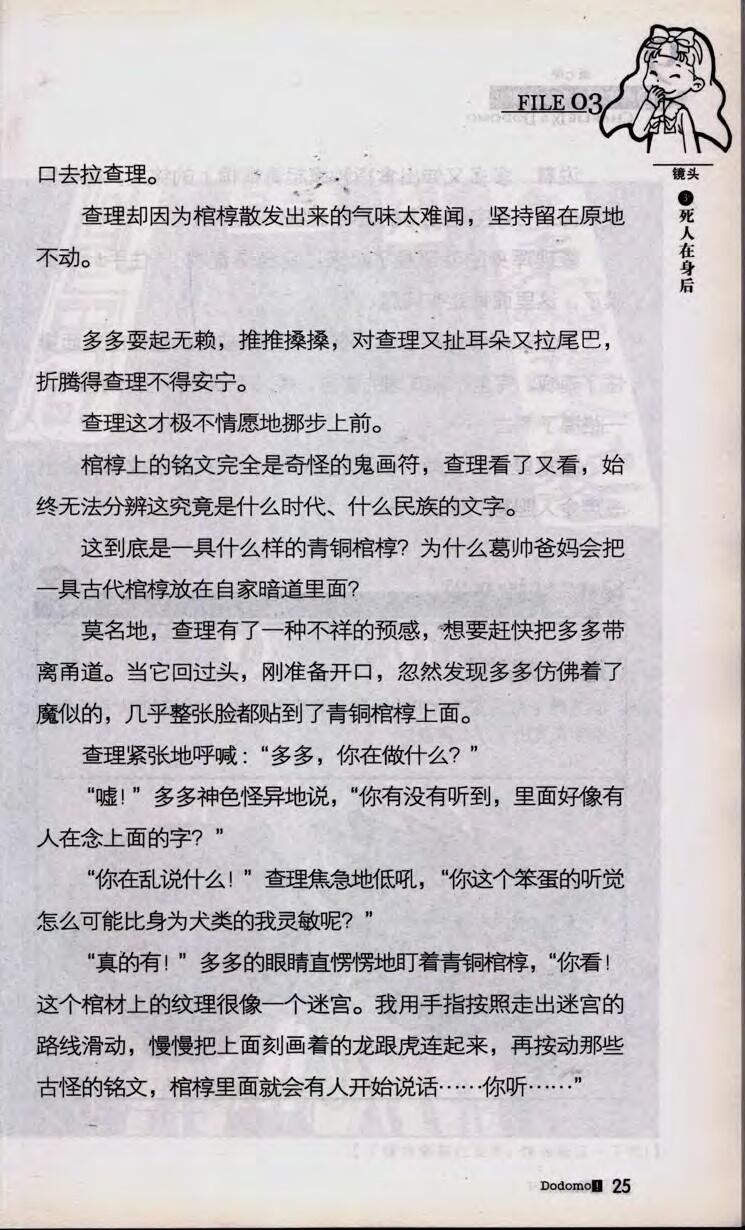 FILE 03
镜头
3
死人在身后
口去拉查理。
查理却因为棺椁散发出来的气味太难闻，坚持留在原地
不动。
多多耍起无赖，推推搡搡，对查理又扯耳朵又拉尾巴，
折腾得查理不得安宁。
查理这才极不情愿地挪步上前。
棺椁上的铭文完全是奇怪的鬼画符，查理看了又看，始
终无法分辨这究竟是什么时代、什么民族的文字。
这到底是一具什么样的青铜棺椁？为什么葛帅爸妈会把
一具古代棺椁放在自家暗道里面？
莫名地，查理有了一种不祥的预感，想要赶快把多多带
离甬道。当它回过头，刚准备开口，忽然发现多多仿佛着了
魔似的，几乎整张脸都贴到了青铜棺椁上面。
查理紧张地呼喊：“多多，你在做什么？”
“嘘！”多多神色怪异地说，“你有没有听到，里面好像有
人在念上面的字？”
“你在乱说什么！”查理焦急地低吼，“你这个笨蛋的听觉
怎么可能比身为犬类的我灵敏呢？”
“真的有！”多多的眼睛直愣愣地盯着青铜棺椁，“你看！
这个棺材上的纹理很像一个迷宫。我用手指按照走出迷宫的
路线滑动，慢慢把上面刻画着的龙跟虎连起来，再按动那些
古怪的铭文，棺椁里面就会有人开始说话……你听……”
Dodomo! 25